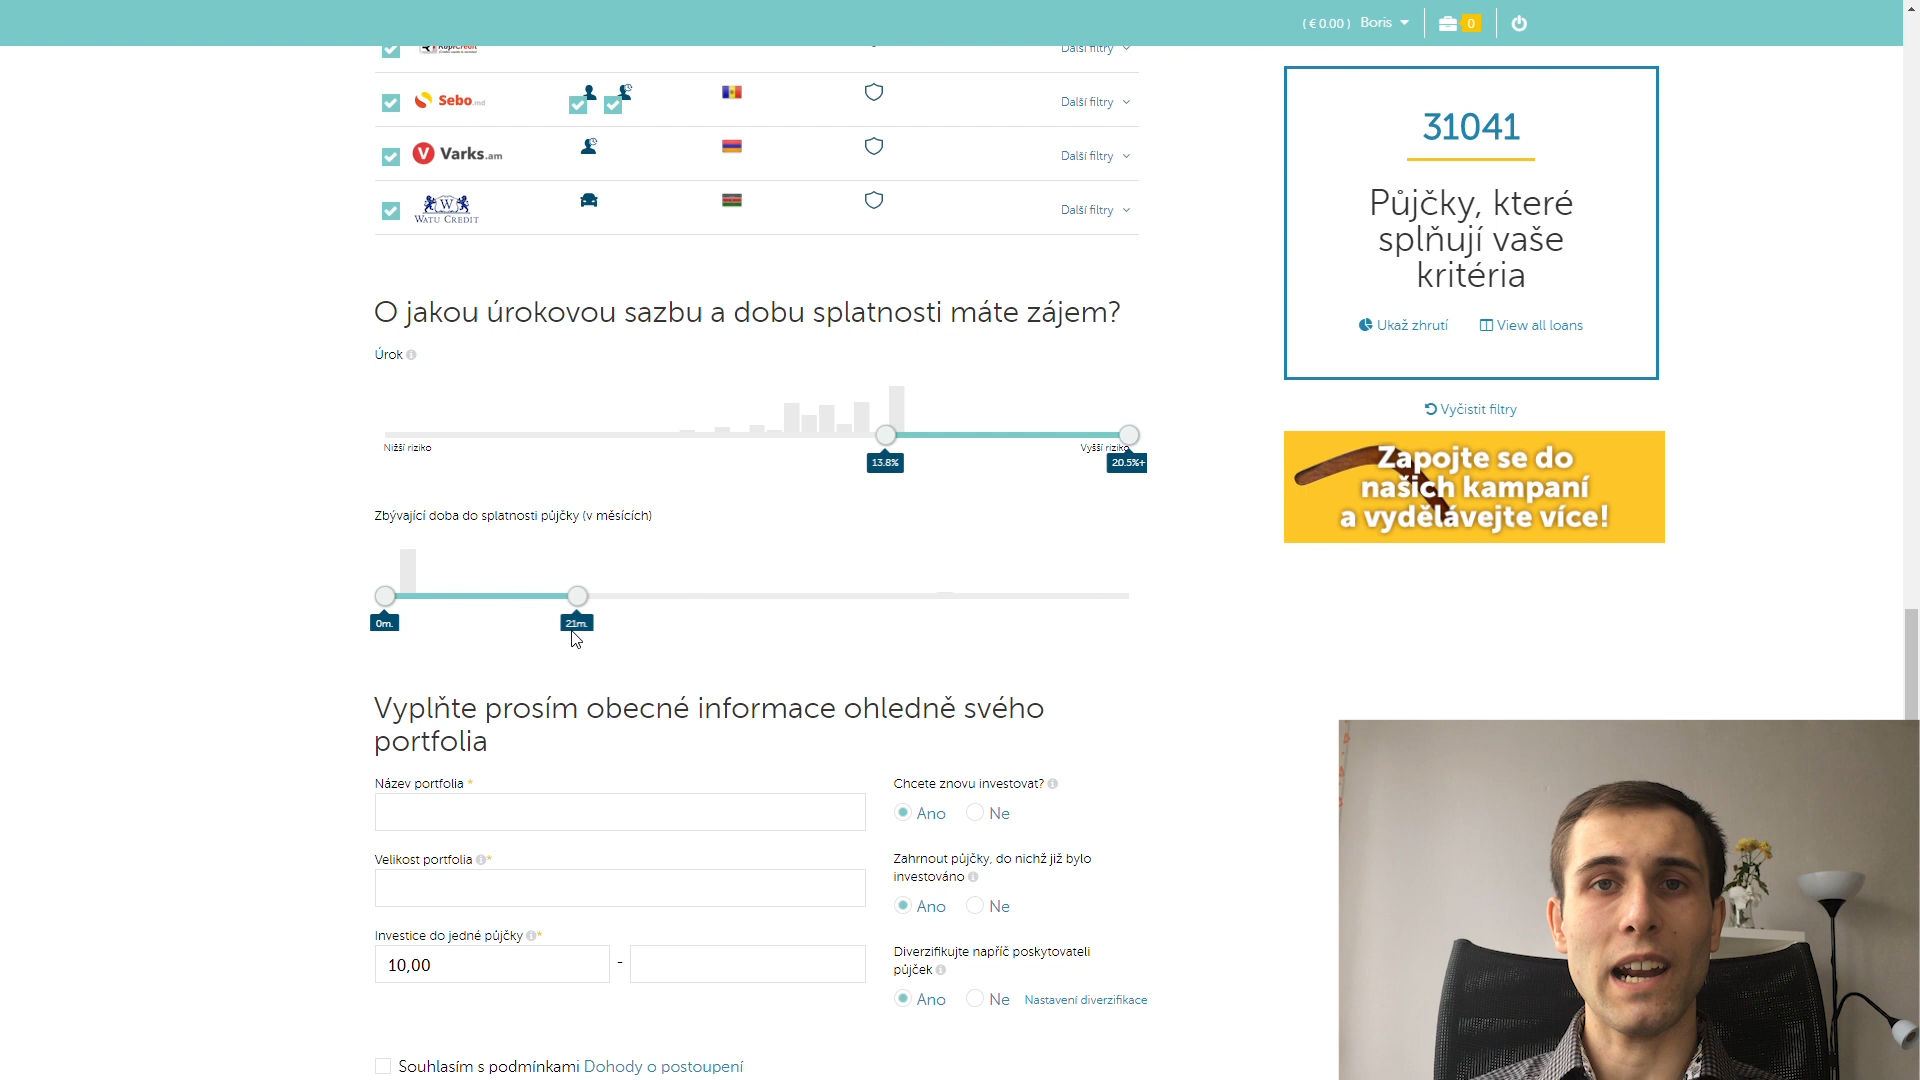 ( € 0.00 ) Boris 0
Další filtry
Sebo.md Další filtry
Varks.am Další filtry
W
WATU CREDIT Další filtry
31041
Půjčky, které
splňují vaše
kritéria
Ukaž zhrutí View all loans
Vyčistit filtry
Zapojte se do
našich kampaní
a vydělávejte více!
O jakou úrokovou sazbu a dobu splatnosti máte zájem?
Úrok
Nižší riziko Vyšší riziko
13.8% 20.5%+
Zbývající doba do splatnosti půjčky (v měsících)
0m. 21m.
Vyplňte prosím obecné informace ohledně svého
portfolia
Název portfolia *
Velikost portfolia *
Investice do jedné půjčky *
10,00 -
Chcete znovu investovat?
Ano Ne
Zahrnout půjčky, do nichž již bylo
investováno
Ano Ne
Diverzifikujte napříč poskytovateli
půjček
Ano Ne Nastavení diverzifikace
Souhlasím s podmínkami Dohody o postoupení